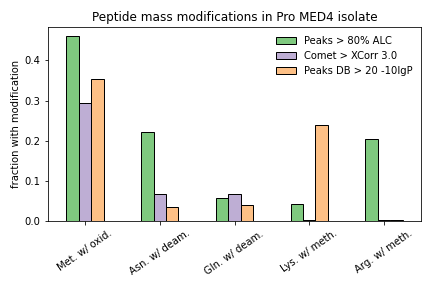 Peptide mass modifications in Pro MED4 isolate
Peaks > 80% ALC
Comet > XCorr 3.0
Peaks DB > 20 -10lgP
fraction with modification
0.4
0.3
0.2
0.1
0.0
Met. w/ oxid.
Asn. w/ deam.
Gln. w/ deam.
Lys. w/ meth.
Arg. w/ meth.